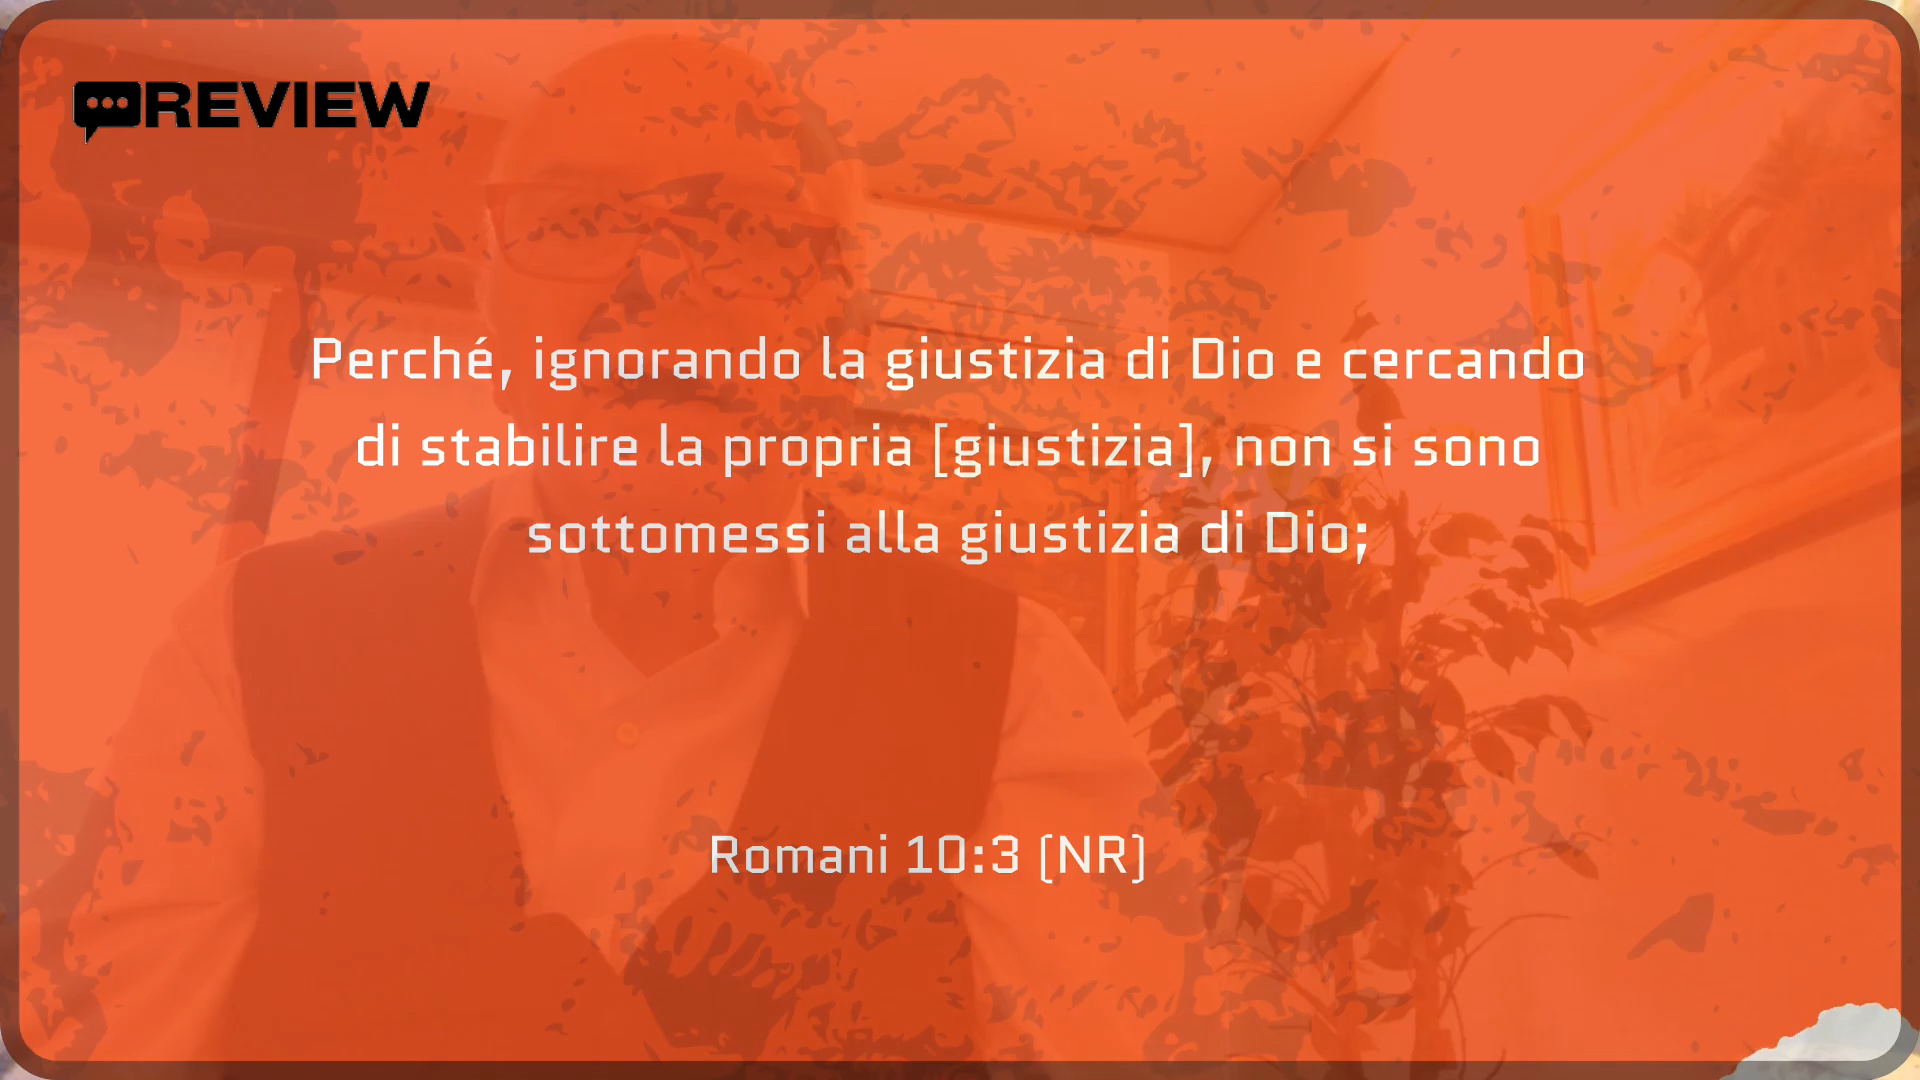 REVIEW
Perché, ignorando la giustizia di Dio e cercando
di stabilire la propria [giustizia], non si sono
sottomessi alla giustizia di Dio;
Romani 10:3 (NR)